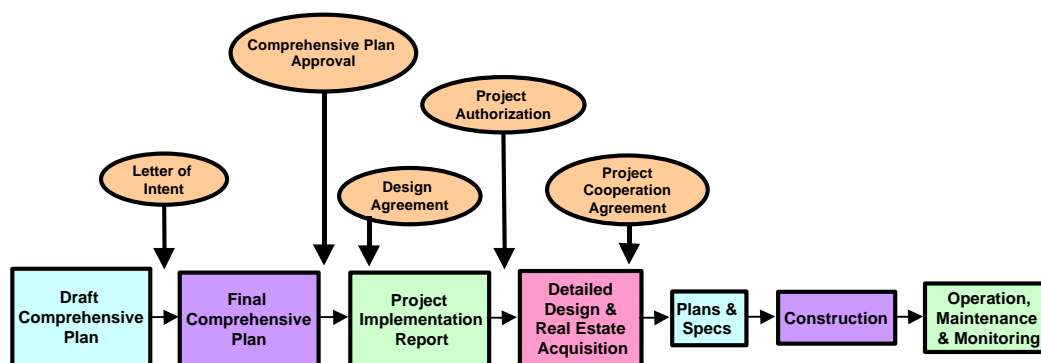 Comprehensive Plan
Approval
Project
Authorization
Letter of
Intent
Design
Agreement
Project
Cooperation
Agreement
Draft
Comprehensive
Plan
Final
Comprehensive
Plan
Project
Implementation
Report
Detailed
Design &
Real Estate
Acquisition
Plans &
Specs
Construction
Operation,
Maintenance
& Monitoring